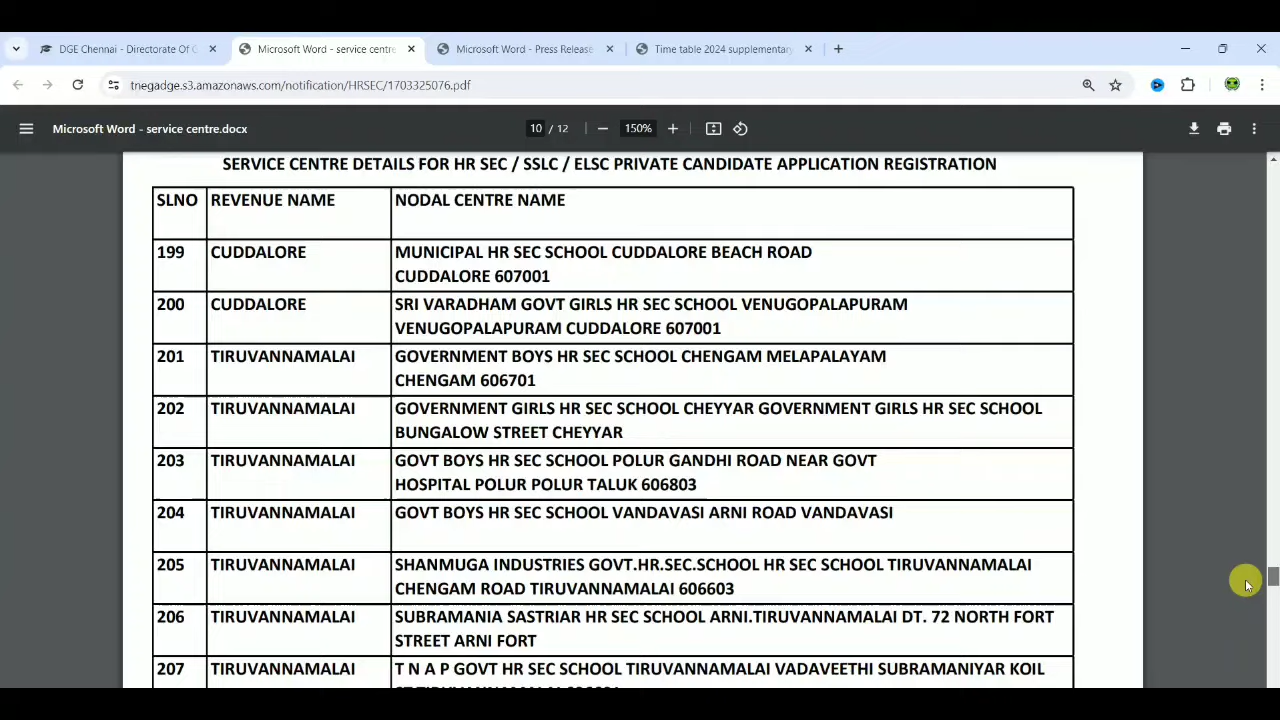 DGE Chennai - Directorate Of G
Microsoft Word - service centre
Microsoft Word - Press Release
Time table 2024 supplementary
tnegadge.s3.amazonaws.com/notification/HRSEC/1703325076.pdf
Microsoft Word - service centre.docx
10 / 12
150%
SERVICE CENTRE DETAILS FOR HR SEC / SSLC / ELSC PRIVATE CANDIDATE APPLICATION REGISTRATION
SLNO REVENUE NAME NODAL CENTRE NAME
199 CUDDALORE MUNICIPAL HR SEC SCHOOL CUDDALORE BEACH ROAD
CUDDALORE 607001
200 CUDDALORE SRI VARADHAM GOVT GIRLS HR SEC SCHOOL VENUGOPALAPURAM
VENUGOPALAPURAM CUDDALORE 607001
201 TIRUVANNAMALAI GOVERNMENT BOYS HR SEC SCHOOL CHENGAM MELAPALAYAM
CHENGAM 606701
202 TIRUVANNAMALAI GOVERNMENT GIRLS HR SEC SCHOOL CHEYYAR GOVERNMENT GIRLS HR SEC SCHOOL
BUNGALOW STREET CHEYYAR
203 TIRUVANNAMALAI GOVT BOYS HR SEC SCHOOL POLUR GANDHI ROAD NEAR GOVT
HOSPITAL POLUR POLUR TALUK 606803
204 TIRUVANNAMALAI GOVT BOYS HR SEC SCHOOL VANDAVASI ARNI ROAD VANDAVASI
205 TIRUVANNAMALAI SHANMUGA INDUSTRIES GOVT.HR.SEC.SCHOOL HR SEC SCHOOL TIRUVANNAMALAI
CHENGAM ROAD TIRUVANNAMALAI 606603
206 TIRUVANNAMALAI SUBRAMANIA SASTRIAR HR SEC SCHOOL ARNI.TIRUVANNAMALAI DT. 72 NORTH FORT
STREET ARNI FORT
207 TIRUVANNAMALAI T N A P GOVT HR SEC SCHOOL TIRUVANNAMALAI VADAVEETHI SUBRAMANIYAR KOIL